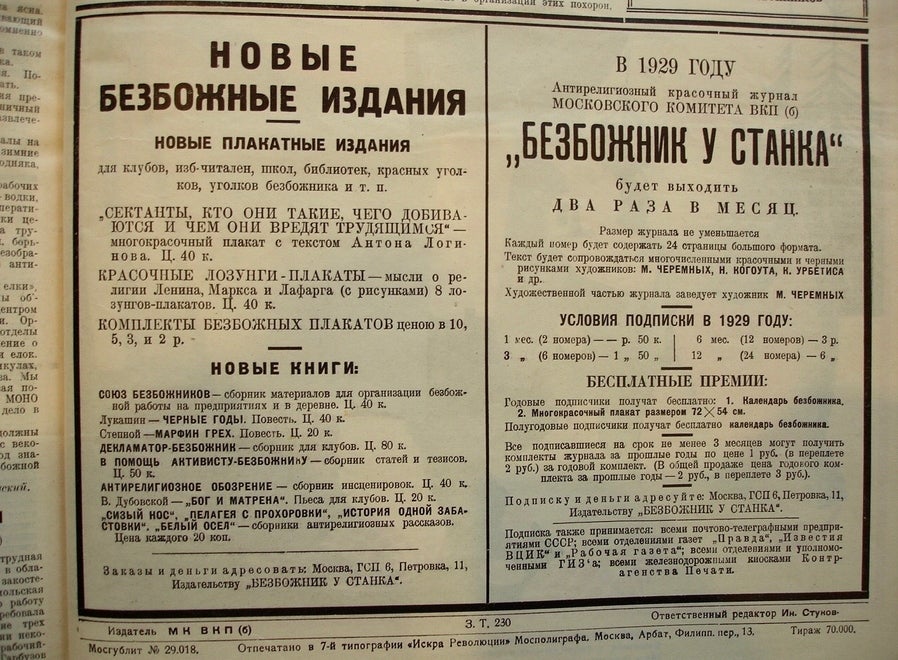 в организации этих похорон,
НОВЫЕ
БЕЗБОЖНЫЕ ИЗДАНИЯ
НОВЫЕ ПЛАКАТНЫЕ ИЗДАНИЯ
для клубов, изб-читален, школ, библиотек, красных угол-
ков, уголков безбожника и т. п.
„СЕКТАНТЫ, КТО ОНИ ТАКИЕ, ЧЕГО ДОБИВА-
ЮТСЯ И ЧЕМ ОНИ ВРЕДЯТ ТРУДЯЩИМСЯ“—
многокрасочный плакат с текстом Антона Логи-
нова. Ц. 40 к.
КРАСОЧНЫЕ ЛОЗУНГИ-ПЛАКАТЫ—мысли о ре-
лигии Ленина, Маркса и Лафарга (с рисунками) 8 ло-
зунгов-плакатов. Ц. 40 к.
КОМПЛЕКТЫ БЕЗБОЖНЫХ ПЛАКАТОВ ценою в 10,
5, 3, и 2 р.
НОВЫЕ КНИГИ:
СОЮЗ БЕЗБОЖНИКОВ—сборник материалов для организации безбож-
ной работы на предприятиях и в деревне. Ц. 40 к.
Лукашин—ЧЕРНЫЕ ГОДЫ. Повесть. Ц. 40 к.
Степной—МАРФИН ГРЕХ. Повесть. Ц. 20 к.
ДЕКЛАМАТОР-БЕЗБОЖНИК—сборник для клубов. Ц. 80 к.
В ПОМОЩЬ АКТИВИСТУ-БЕЗБОЖНИКУ—сборник статей и тезисов.
Ц. 50 к.
АНТИРЕЛИГИОЗНОЕ ОБОЗРЕНИЕ—сборник инсценировок. Ц. 40 к.
В. Дубовской—„БОГ И МАТРЕНА“. Пьеса для клубов. Ц. 20 к.
„СИЗЫЙ НОС“, „ПЕЛАГЕЯ С ПРОХОРОВКИ“, „ИСТОРИЯ ОДНОЙ ЗАБА-
СТОВКИ“, „БЕЛЫЙ ОСЕЛ“—сборники антирелигиозных рассказов.
Цена каждого 20 коп.
Заказы и деньги адресовать: Москва, ГСП 6, Петровка, 11,
Издательству „БЕЗБОЖНИК У СТАНКА“.
В 1929 ГОДУ
Антирелигиозный красочный журнал
МОСКОВСКОГО КОМИТЕТА ВКП (б)
„БЕЗБОЖНИК У СТАНКА“
будет выходить
ДВА РАЗА В МЕСЯЦ.
Размер журнала не уменьшается
Каждый номер будет содержать 24 страницы большого формата.
Текст будет сопровождаться многочисленными красочными и черными
рисунками художников: М. ЧЕРЕМНЫХ, Н. КОГОУТА, К. УРБЕТИСА
и др.
Художественной частью журнала заведует художник М. ЧЕРЕМНЫХ
УСЛОВИЯ ПОДПИСКИ В 1929 ГОДУ:
1 мес. (2 номера) — — р. 50 к. 6 мес. (12 номеров) — 3 р.
3 „ (6 номеров) — 1 „ 50 „ 12 „ (24 номера) — 6 „
БЕСПЛАТНЫЕ ПРЕМИИ:
Годовые подписчики получат бесплатно: 1. Календарь безбожника,
2. Многокрасочный плакат размером 72×54 см.
Полугодовые подписчики получат бесплатно календарь безбожника.
Все подписавшиеся на срок не менее 3 месяцев могут получить
комплекты журнала за прошлые годы по цене 1 руб. (в переплете
2 руб.) за годовой комплект. (В общей продаже цена годового ком-
плекта за прошлые годы—2 руб., в переплете 3 руб.).
Подписку и деньги адресуйте: Москва, ГСП 6, Петровка, 11,
Издательству „БЕЗБОЖНИК У СТАНКА“.
Подписка также принимается: всеми почтово-телеграфными предпри-
ятиями СССР; всеми отделениями газет „Правда“, „Известия
ВЦИК“ и „Рабочая газета“; всеми отделениями и уполномо-
ченными ГИЗ‘а; всеми железнодорожными киосками Контр-
агенства Печати.
Издатель МК ВКП (б)
З. Т. 230
Ответственный редактор Ин. Стуков-
Мосгублит № 29.018. Отпечатано в 7-й типографии «Искра Революции» Мосполиграфа. Москва, Арбат, Филипп. пер., 13. Тираж 70.000.